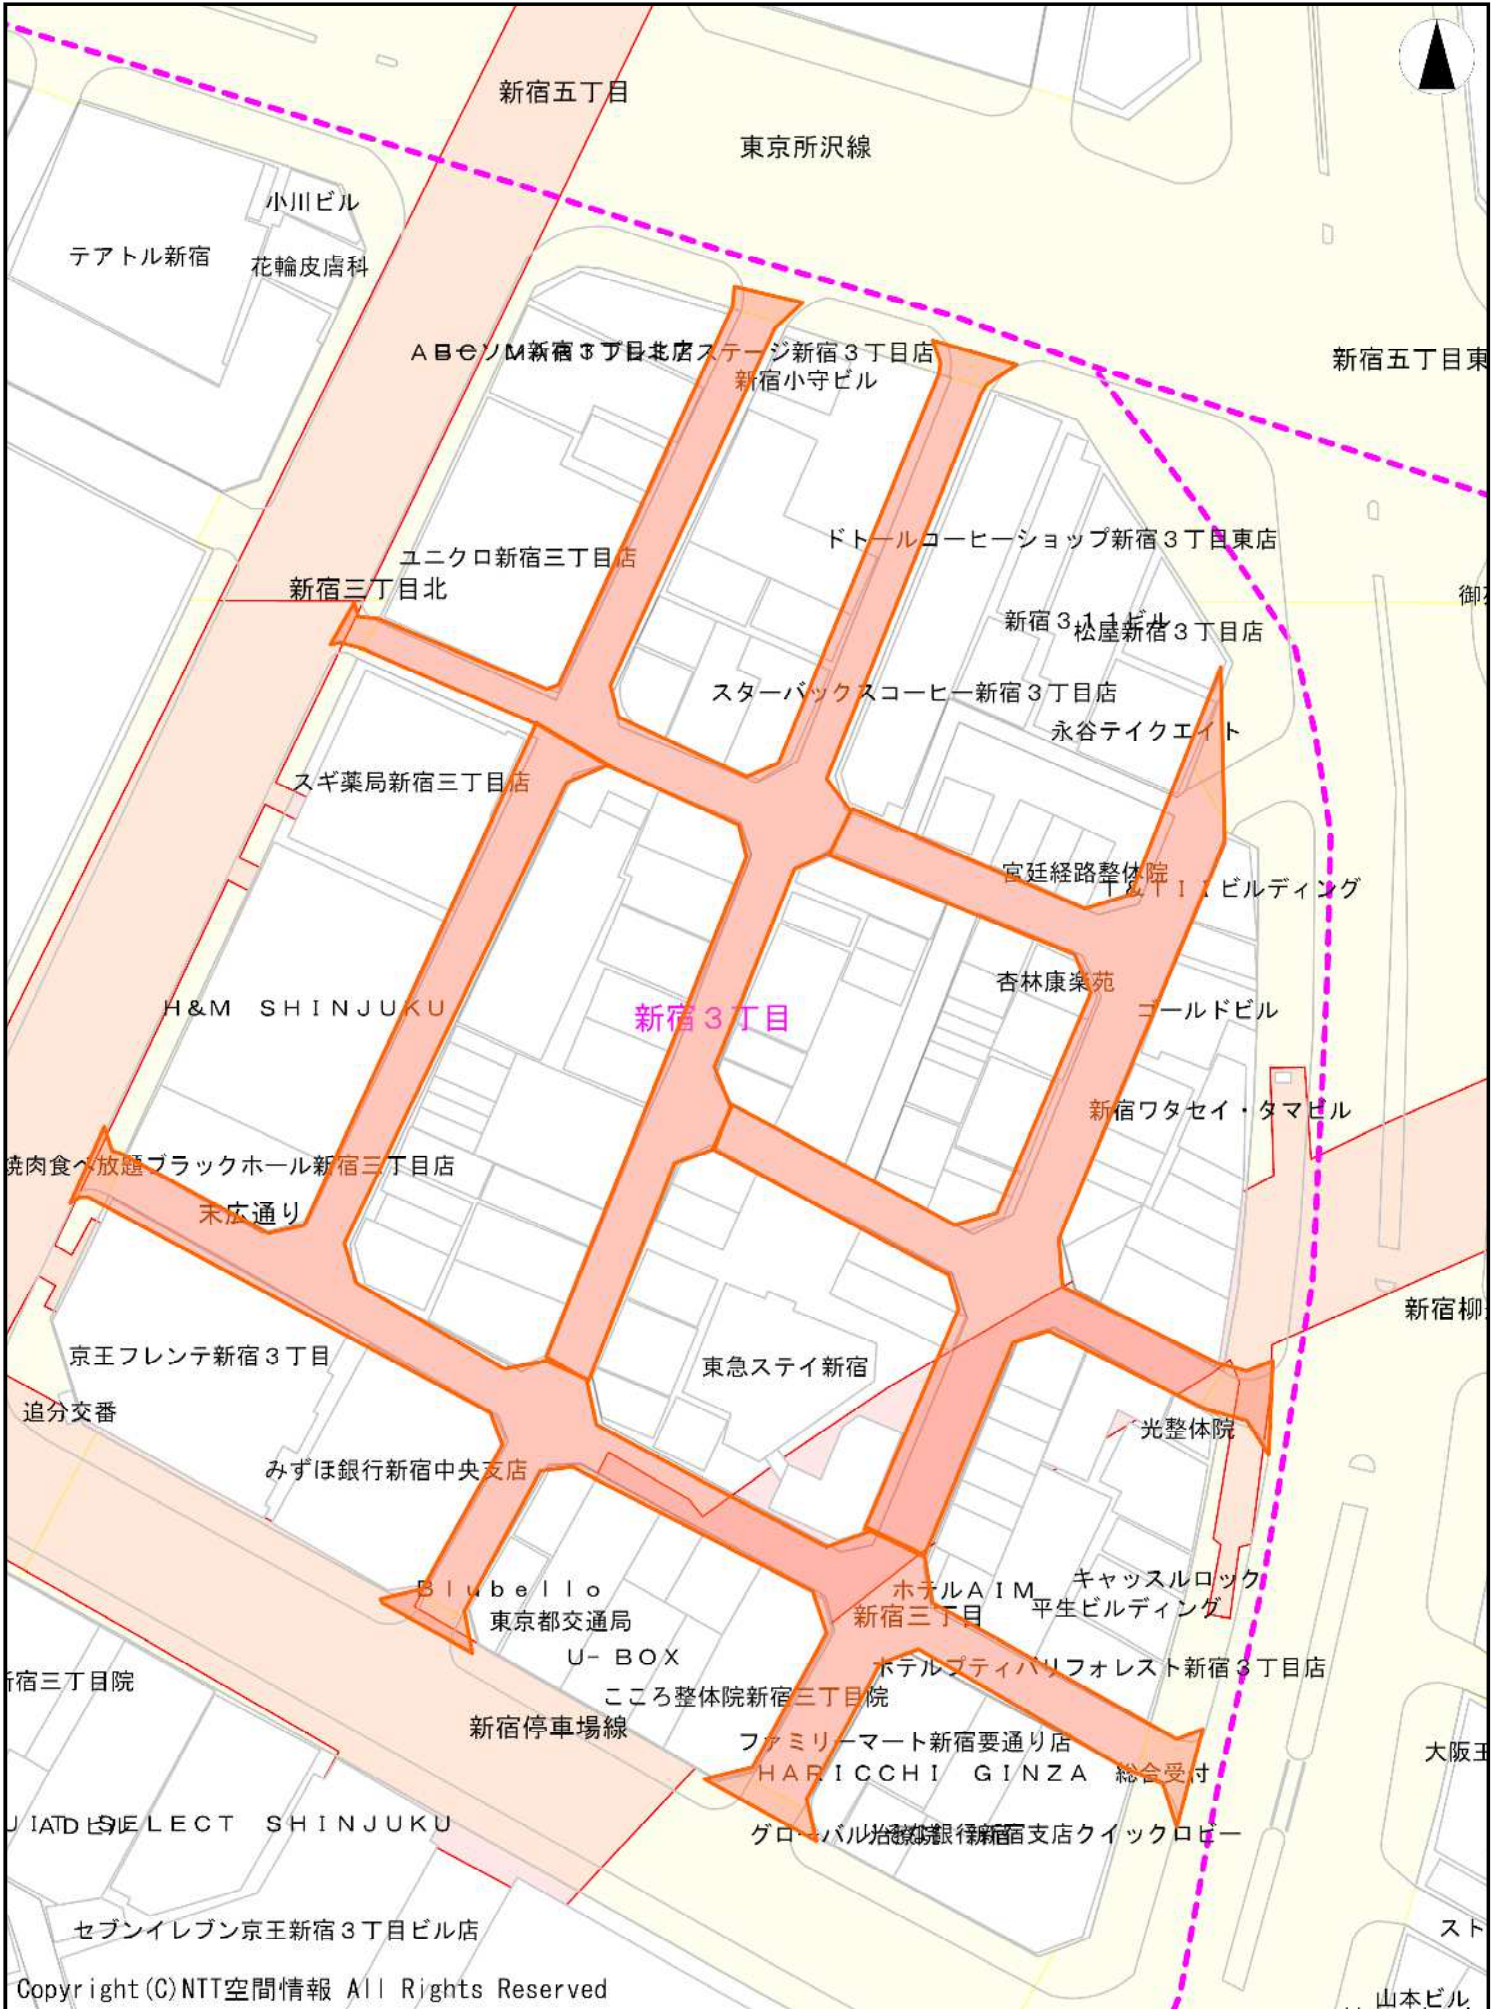 新宿五丁目
東京所沢線
小川ビル
テアトル新宿
花輪皮膚科
新宿五丁目東
新宿小守ビル
ドトールコーヒーショップ新宿３丁目東店
ユニクロ新宿三丁目店
新宿三丁目北
新宿３１１ビル
松屋新宿３丁目店
スターバックスコーヒー新宿３丁目店
永谷テイクエイト
スギ薬局新宿三丁目店
宮廷経路整体院
Ｔ＆ＴＩＩビルディング
杏林康楽苑
H&M SHINJUKU
新宿３丁目
ゴールドビル
新宿ワタセイ・タマビル
焼肉食べ放題ブラックホール新宿三丁目店
末広通り
新宿柳
京王フレンテ新宿３丁目
東急ステイ新宿
追分交番
光整体院
みずほ銀行新宿中央支店
Blubello
東京都交通局
ホテルAIM
キャッスルロック
新宿三丁目
平生ビルディング
U-BOX
ホテルプティバリフォレスト新宿３丁目店
宿三丁目院
こころ整体院新宿三丁目院
新宿停車場線
ファミリーマート新宿要通り店
HARICCHI GINZA 総合受付
大阪王
SELECT SHINJUKU
セブンイレブン京王新宿３丁目ビル店
スト
Copyright(C)NTT空間情報 All Rights Reserved
山本ビル